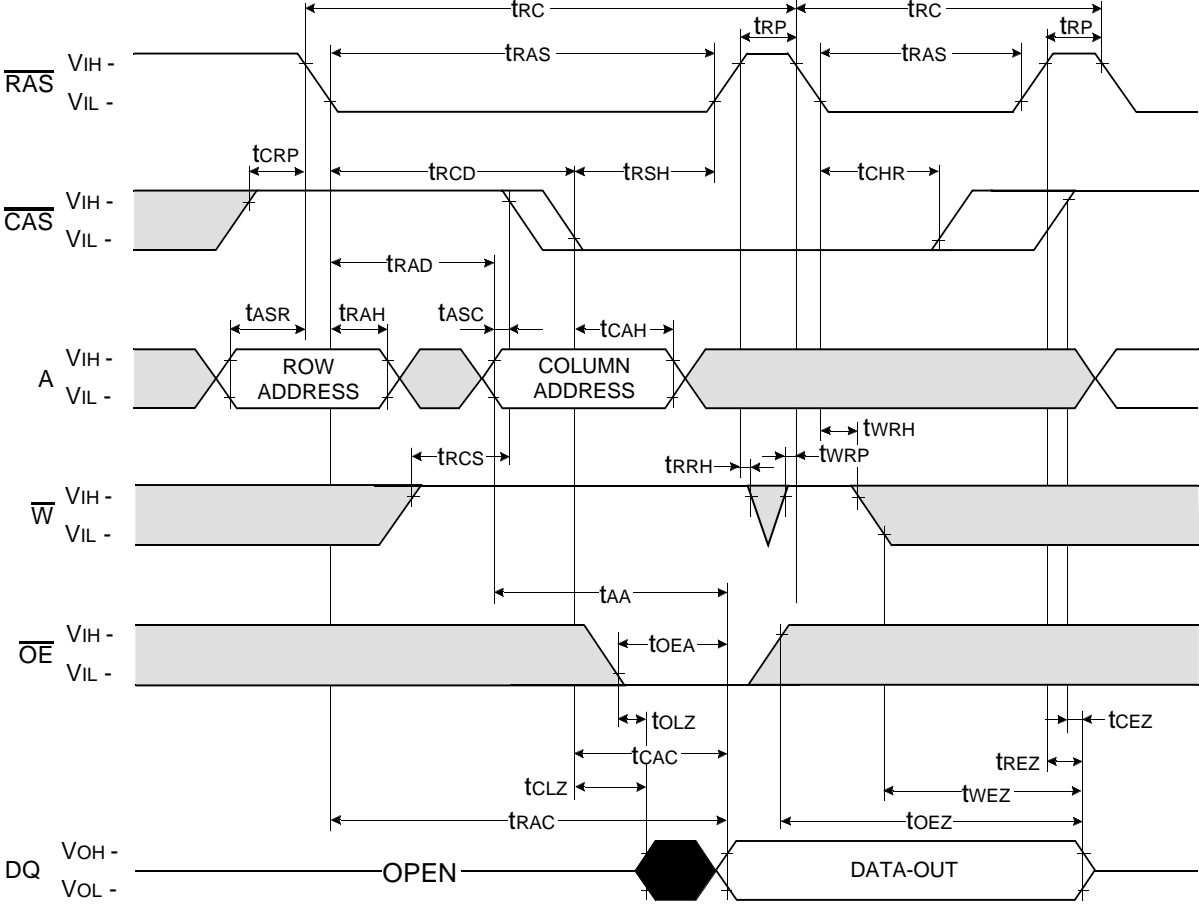 tRC tRC
tRP tRP
tRAS tRAS
RAS
VIH -
VIL -
tCRP
tRCD tRSH tCHR
CAS
VIH -
VIL -
tRAD
tASR tRAH tASC tCAH
A
VIH -
VIL -
ROW
ADDRESS
COLUMN
ADDRESS
tWRH
tRCS tRRH tWRP
W
VIH -
VIL -
tAA
OE
VIH -
VIL -
tOEA
tOLZ tCEZ
tCAC tREZ
tCLZ tWEZ
tRAC tOEZ
DQ
VOH -
VOL -
OPEN
DATA-OUT